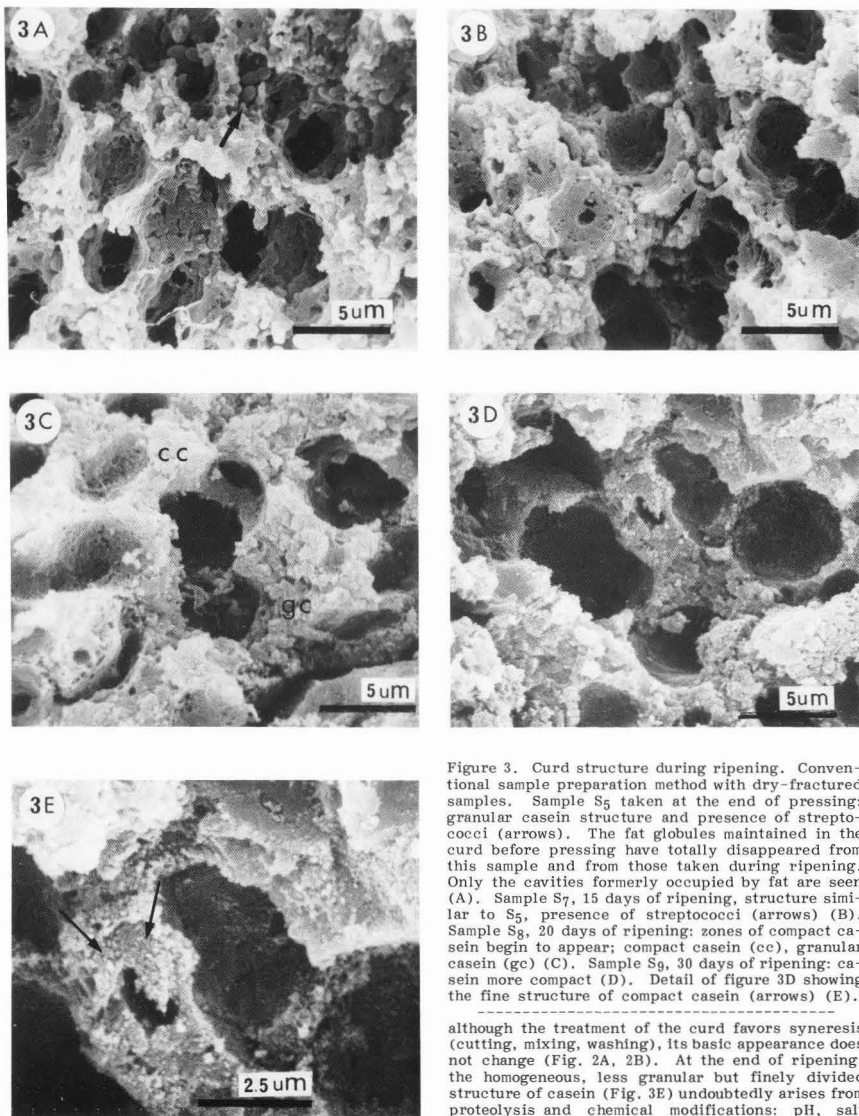 3A
5um
3B
5um
3C
cc
gc
5um
3D
5um
3E
2.5um
Figure 3. Curd structure during ripening. Conven-
tional sample preparation method with dry-fractured
samples. Sample S5 taken at the end of pressing:
granular casein structure and presence of strepto-
cocci (arrows). The fat globules maintained in the
curd before pressing have totally disappeared from
this sample and from those taken during ripening.
Only the cavities formerly occupied by fat are seen
(A). Sample S7, 15 days of ripening, structure simi-
lar to S5, presence of streptococci (arrows) (B).
Sample S8, 20 days of ripening: zones of compact ca-
sein begin to appear; compact casein (cc), granular
casein (gc) (C). Sample S9, 30 days of ripening: ca-
sein more compact (D). Detail of figure 3D showing
the fine structure of compact casein (arrows) (E).
although the treatment of the curd favors syneresis
(cutting, mixing, washing), its basic appearance does
not change (Fig. 2A, 2B). At the end of ripening
the homogeneous, less granular but finely divided
structure of casein (Fig. 3E) undoubtedly arises from
proteolysis and chemical modifications: pH,